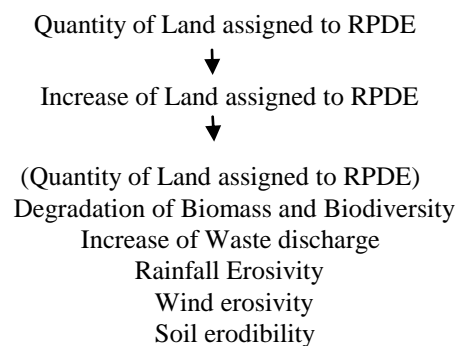 Quantity of Land assigned to RPDE
Increase of Land assigned to RPDE
(Quantity of Land assigned to RPDE)
Degradation of Biomass and Biodiversity
Increase of Waste discharge
Rainfall Erosivity
Wind erosivity
Soil erodibility